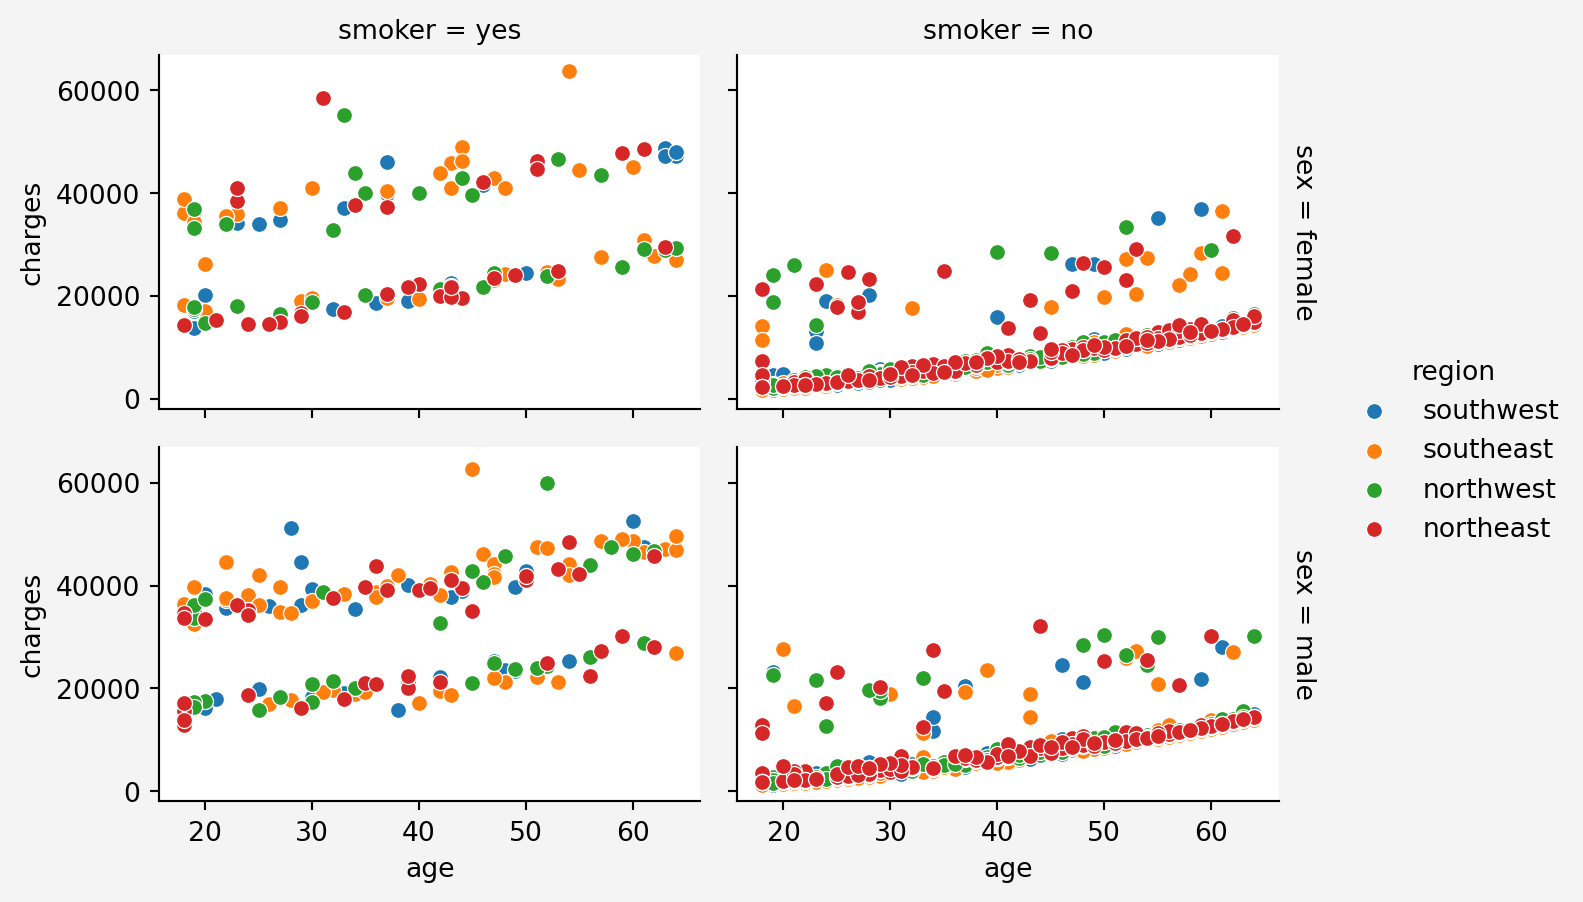 smoker = yes
smoker = no
60000
40000
20000
0
charges
sex = female
60000
40000
20000
0
charges
sex = male
20
30
40
50
60
age
20
30
40
50
60
age
region
southwest
southeast
northwest
northeast